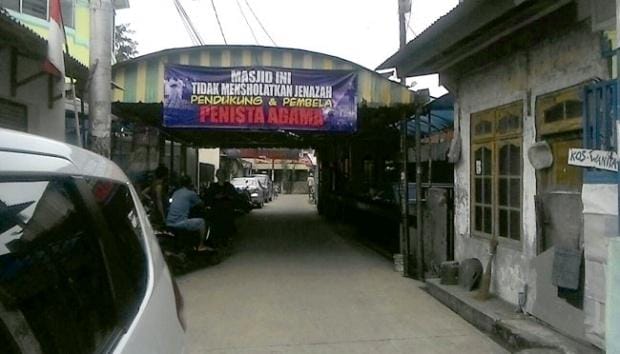 MASJID INI
TIDAK MENSHOLATKAN JENAZAH
PENDUKUNG & PEMBELA
PENISTA AGAMA
KOS-WANITA